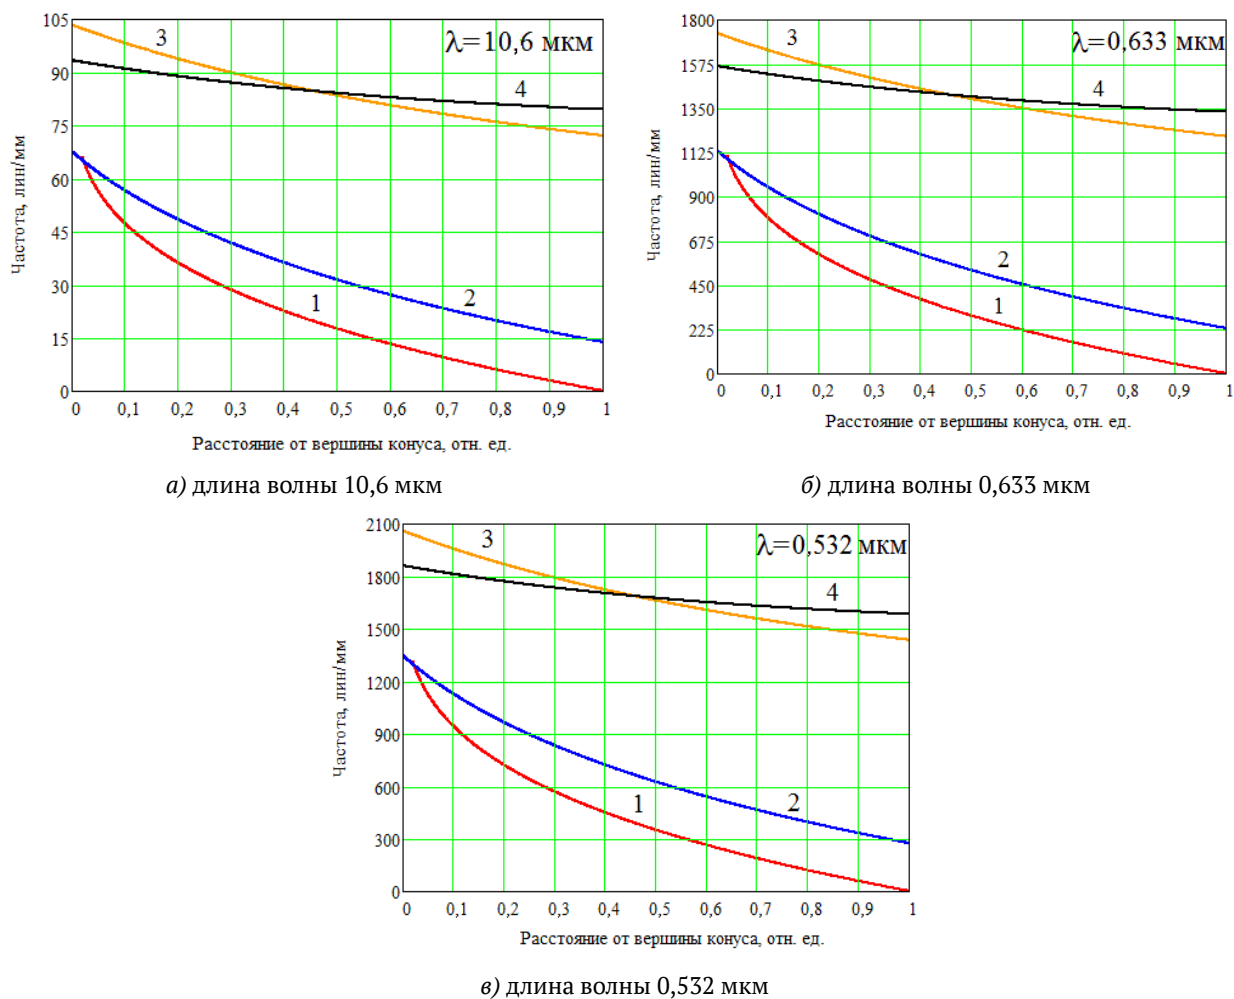 105
90
75
60
45
30
15
0
Частота, лин/мм
λ=10,6 мкм
3
4
1
2
0 0,1 0,2 0,3 0,4 0,5 0,6 0,7 0,8 0,9 1
Расстояние от вершины конуса, отн. ед.
а) длина волны 10,6 мкм
1800
1575
1350
1125
900
675
450
225
0
Частота, лин/мм
λ=0,633 мкм
3
4
2
1
0 0,1 0,2 0,3 0,4 0,5 0,6 0,7 0,8 0,9 1
Расстояние от вершины конуса, отн. ед.
б) длина волны 0,633 мкм
2100
1800
1500
1200
900
600
300
0
Частота, лин/мм
λ=0,532 мкм
3
4
1
2
0 0,1 0,2 0,3 0,4 0,5 0,6 0,7 0,8 0,9 1
Расстояние от вершины конуса, отн. ед.
в) длина волны 0,532 мкм